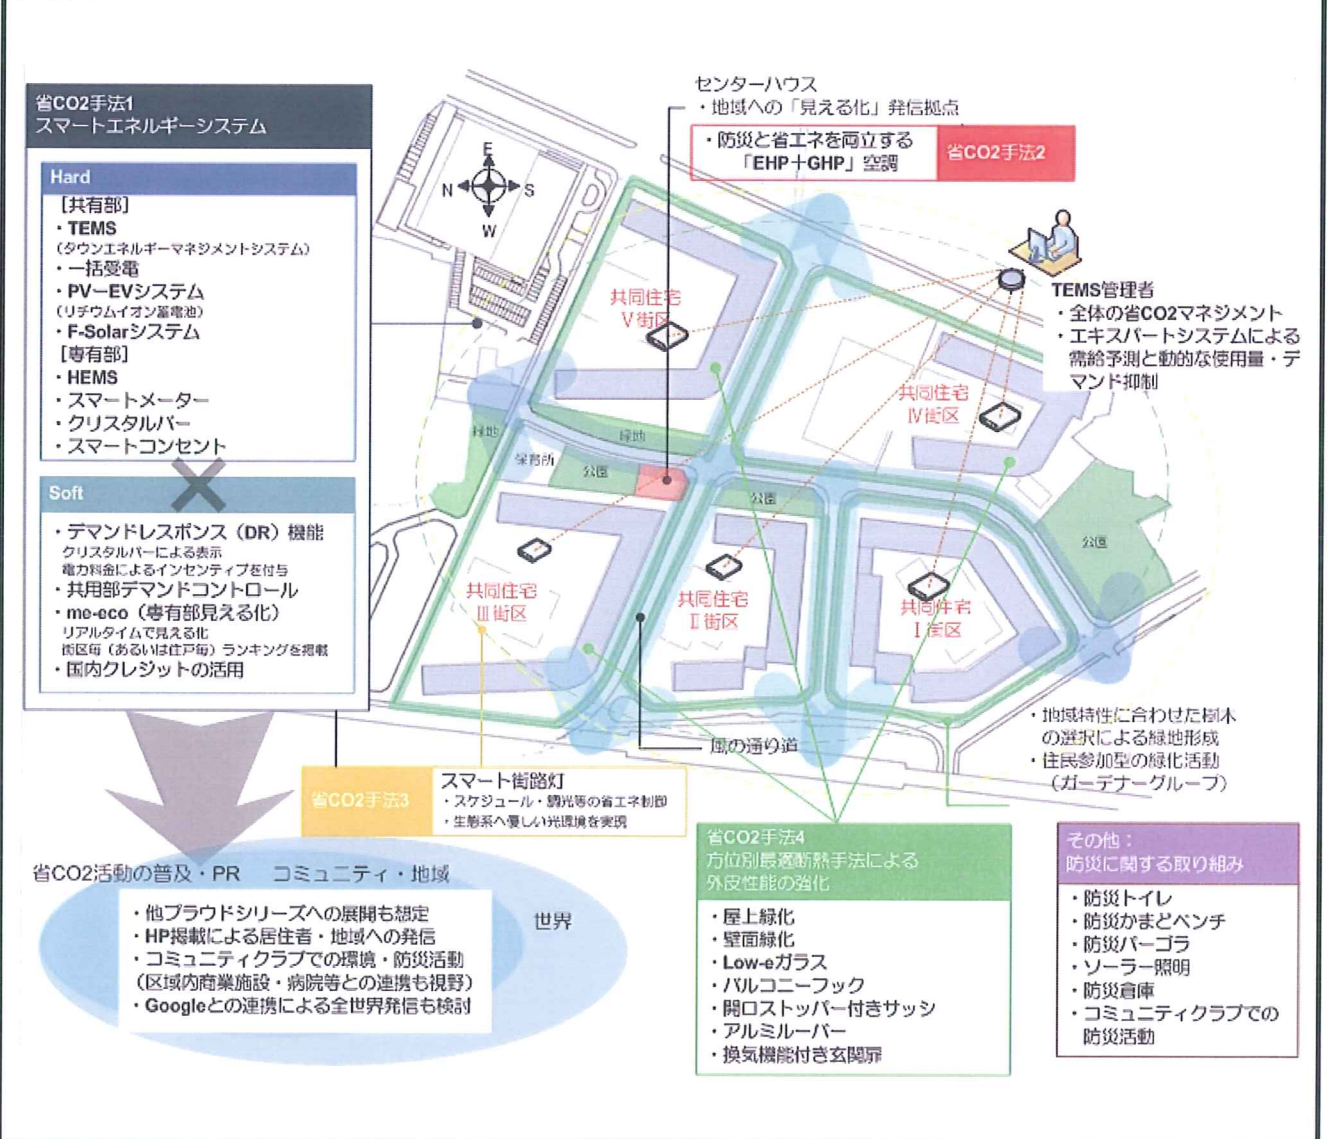 省CO2手法1
スマートエネルギーシステム
Hard
［共有部］
・TEMS
（タウンエネルギーマネジメントシステム）
・一括受電
・PVーEVシステム
（リチウムイオン蓄電池）
・F-Solarシステム
［専有部］
・HEMS
・スマートメーター
・クリスタルバー
・スマートコンセント
Soft
・デマンドレスポンス（DR）機能
クリスタルバーによる表示
電力料金によるインセンティブを付与
・共用部デマンドコントロール
・me-eco（専有部見える化）
リアルタイムで見える化
街区毎（あるいは住戸毎）ランキングを掲載
・国内クレジットの活用
センターハウス
・地域への「見える化」発信拠点
・防災と省エネを両立する
「EHP＋GHP」空調
省CO2手法2
E
N
S
W
TEMS管理者
・全体の省CO2マネジメント
・エキスパートシステムによる
需給予測と動的な使用量・デ
マンド抑制
共同住宅
Ⅴ街区
共同住宅
Ⅳ街区
緑地
緑地
保育所
公園
公園
公園
共同住宅
Ⅲ街区
共同住宅
Ⅱ街区
共同住宅
Ⅰ街区
風の通り道
・地域特性に合わせた樹木
の選択による緑地形成
・住民参加型の緑化活動
（ガーデナーグループ）
省CO2手法3
スマート街路灯
・スケジュール・調光等の省エネ制御
・生態系へ優しい光環境を実現
省CO2活動の普及・PR
コミュニティ・地域
世界
・他プラウドシリーズへの展開も想定
・HP掲載による居住者・地域への発信
・コミュニティクラブでの環境・防災活動
（区域内商業施設・病院等との連携も視野）
・Googleとの連携による全世界発信も検討
省CO2手法4
方位別最適断熱手法による
外皮性能の強化
・屋上緑化
・壁面緑化
・Low-eガラス
・バルコニーフック
・開口ストッパー付きサッシ
・アルミルーバー
・換気機能付き玄関扉
その他：
防災に関する取り組み
・防災トイレ
・防災かまどベンチ
・防災パーゴラ
・ソーラー照明
・防災倉庫
・コミュニティクラブでの
防災活動